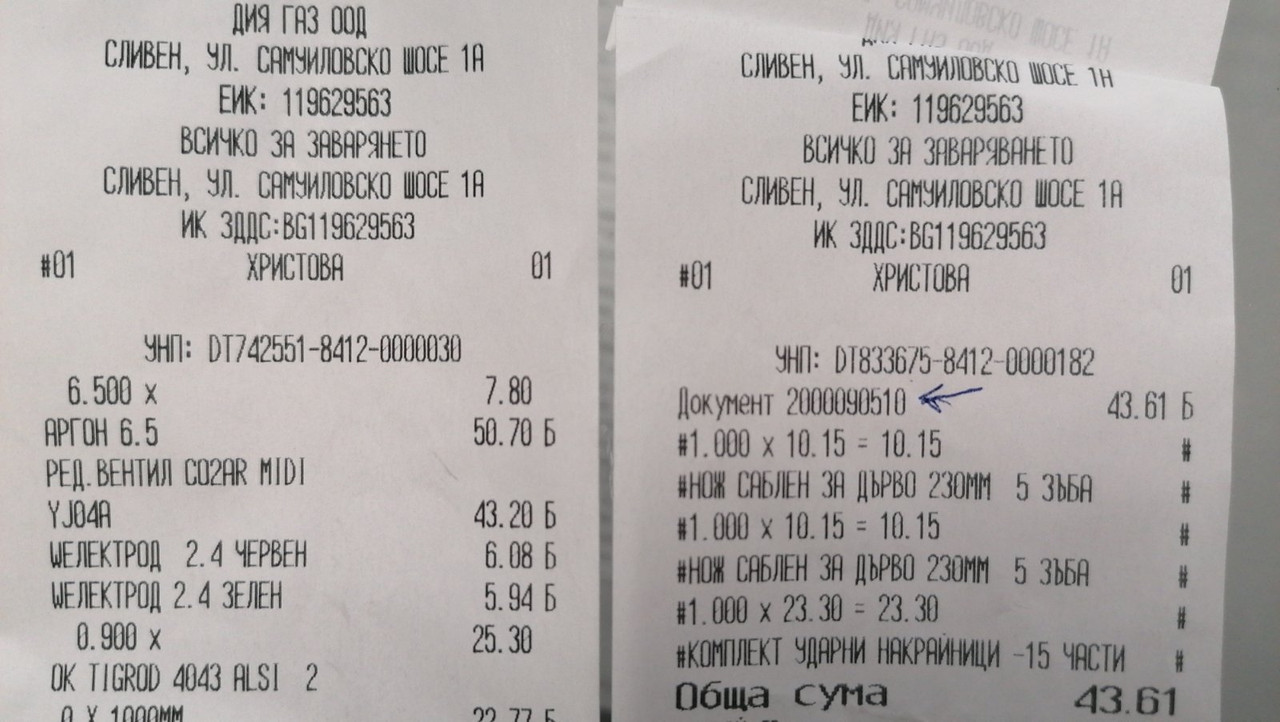 ДИЯ ГАЗ ООД
СЛИВЕН, УЛ. САМУИЛОВСКО ШОСЕ 1А
ЕИК: 119629563
ВСИЧКО ЗА ЗАВАРЯНЕТО
СЛИВЕН, УЛ. САМУИЛОВСКО ШОСЕ 1А
ИК ЗДДС:BG119629563
#01 ХРИСТОВА 01
УНП: DT742551-8412-0000030
6.500 x 7.80
АРГОН 6.5 50.70 Б
РЕД.ВЕНТИЛ CO2AR MIDI
YJ04A 43.20 Б
WЕЛЕКТРОД 2.4 ЧЕРВЕН 6.08 Б
WЕЛЕКТРОД 2.4 ЗЕЛЕН 5.94 Б
0.900 x 25.30
OK TIGROD 4043 ALSI 2
0 X 1000MM 22.77 Б
СЛИВЕН, УЛ. САМУИЛОВСКО ШОСЕ 1А
ЕИК: 119629563
ВСИЧКО ЗА ЗАВАРЯВАНЕТО
СЛИВЕН, УЛ. САМУИЛОВСКО ШОСЕ 1А
ИК ЗДДС:BG119629563
#01 ХРИСТОВА 01
УНП: DT833675-8412-0000182
Документ 2000090510 43.61 Б
#1.000 x 10.15 = 10.15 #
#НОЖ САБЛЕН ЗА ДЪРВО 230ММ 5 ЗЪБА #
#1.000 x 10.15 = 10.15 #
#НОЖ САБЛЕН ЗА ДЪРВО 230ММ 5 ЗЪБА #
#1.000 x 23.30 = 23.30 #
#КОМПЛЕКТ УДАРНИ НАКРАЙНИЦИ -15 ЧАСТИ #
Обща сума 43.61